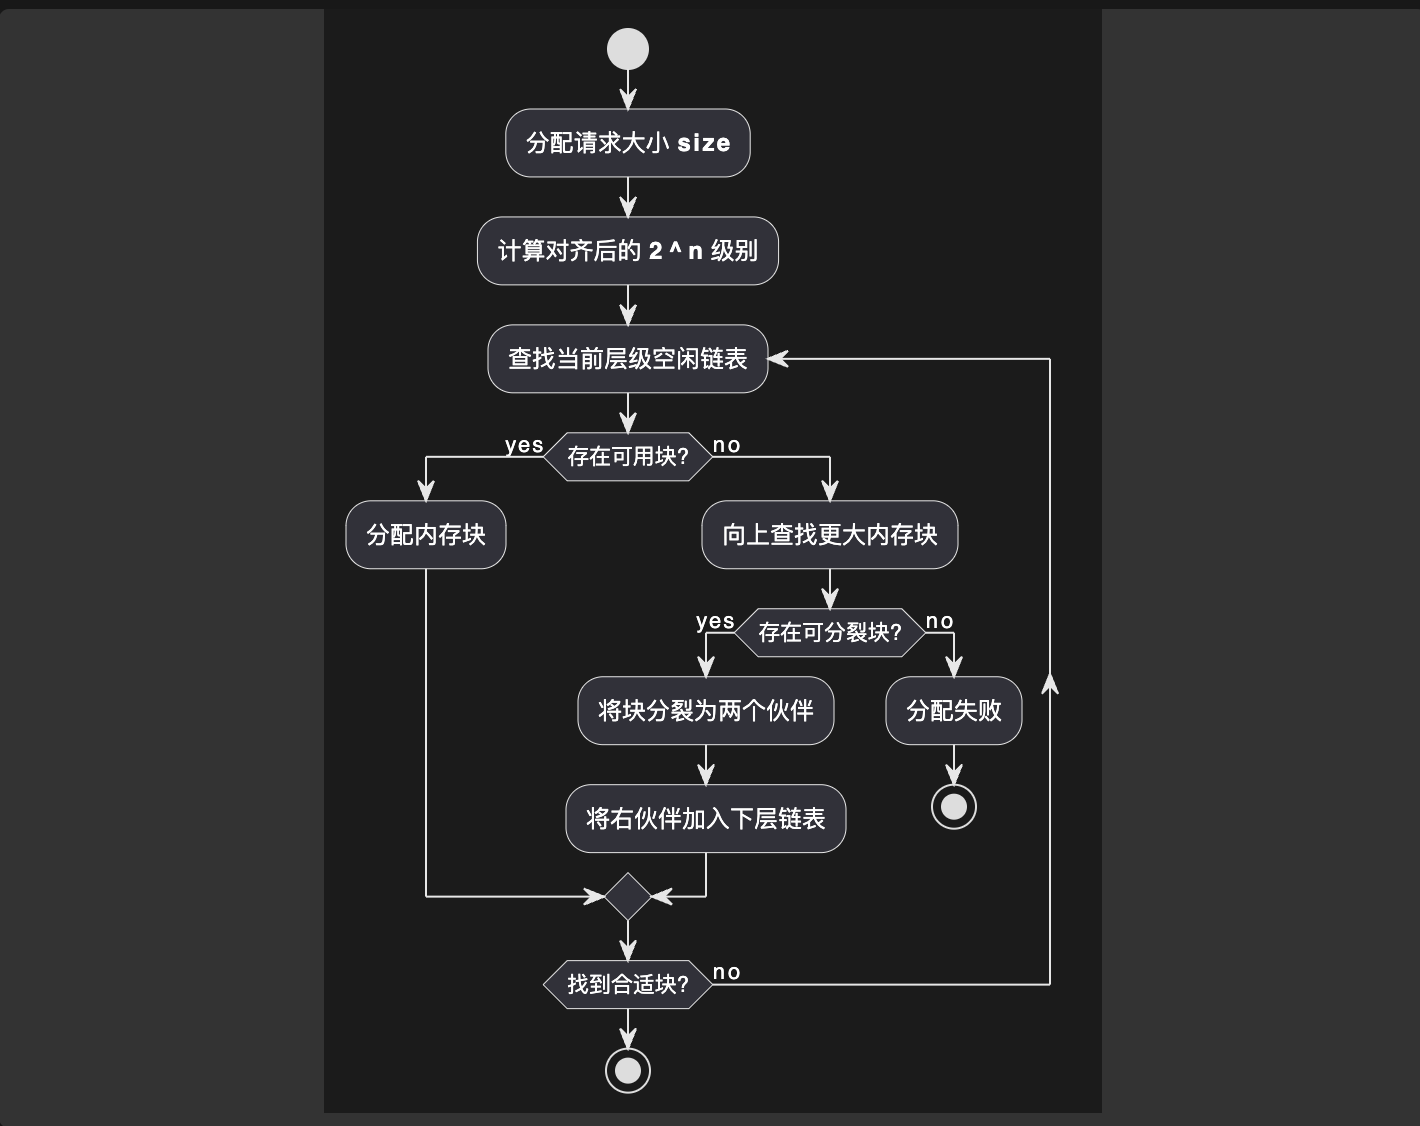 分配请求大小 size
计算对齐后的 2^n 级别
查找当前层级空闲链表
yes
存在可用块?
no
分配内存块
向上查找更大内存块
yes
存在可分裂块?
no
将块分裂为两个伙伴
分配失败
将右伙伴加入下层链表
找到合适块?
no